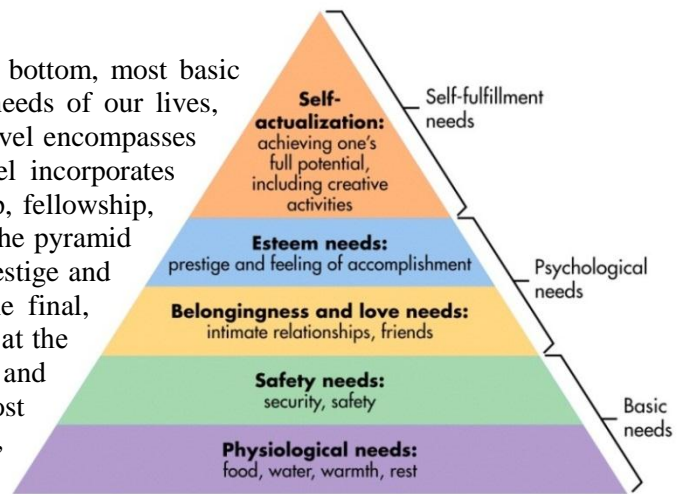 bottom, most basic
needs of our lives,
vel encompasses
el incorporates
, fellowship,
he pyramid
estige and
e final,
at the
and
ost
,
Self-
actualization:
achieving one's
full potential,
including creative
activities
Esteem needs:
prestige and feeling of accomplishment
Belongingness and love needs:
intimate relationships, friends
Safety needs:
security, safety
Physiological needs:
food, water, warmth, rest
Self-fulfillment
needs
Psychological
needs
Basic
needs